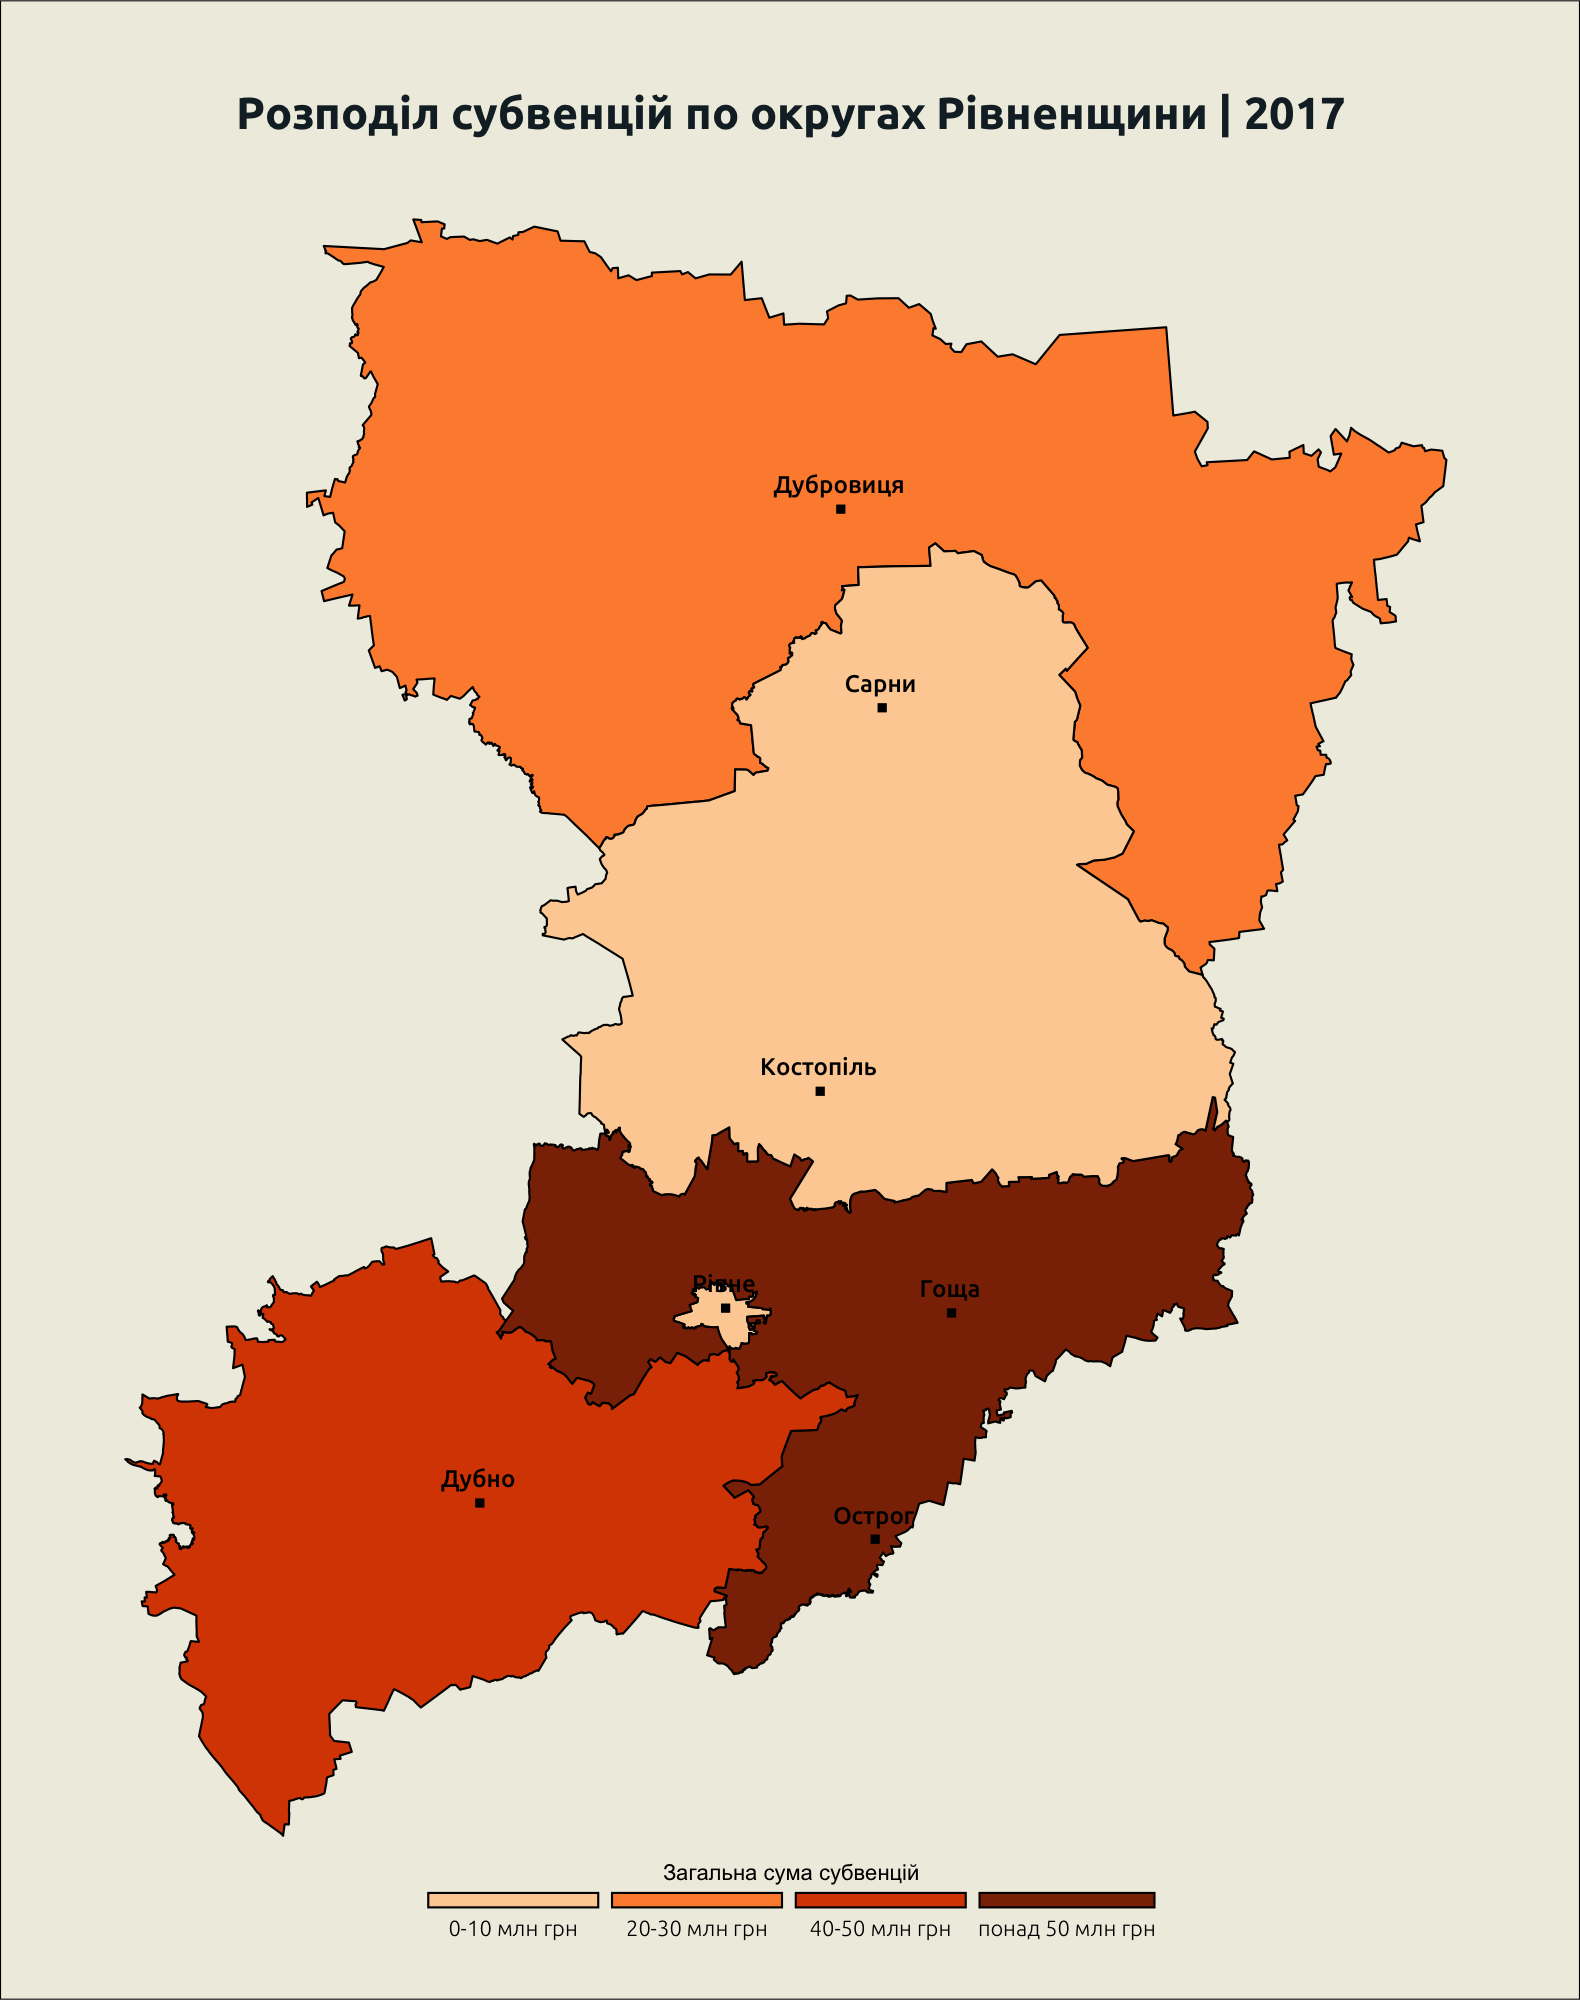 Розподіл субвенцій по округах Рівненщини | 2017
Дубровиця
Сарни
Костопіль
Рівне
Гоща
Дубно
Острог
Загальна сума субвенцій
0-10 млн грн
20-30 млн грн
40-50 млн грн
понад 50 млн грн